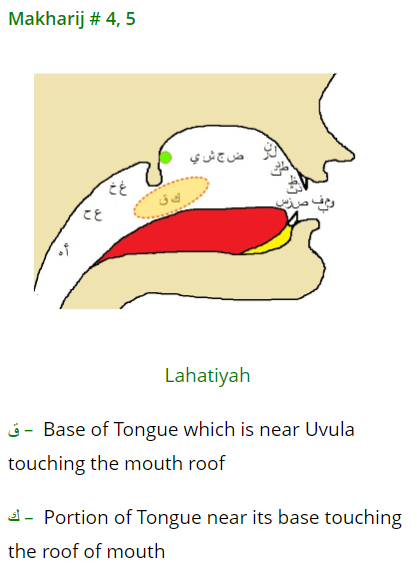 Makharij # 4, 5
ض ج ش ي
غ خ
ك ق
ع ح
أ ه
Lahatiyah
ق – Base of Tongue which is near Uvula
touching the mouth roof
ك – Portion of Tongue near its base touching
the roof of mouth